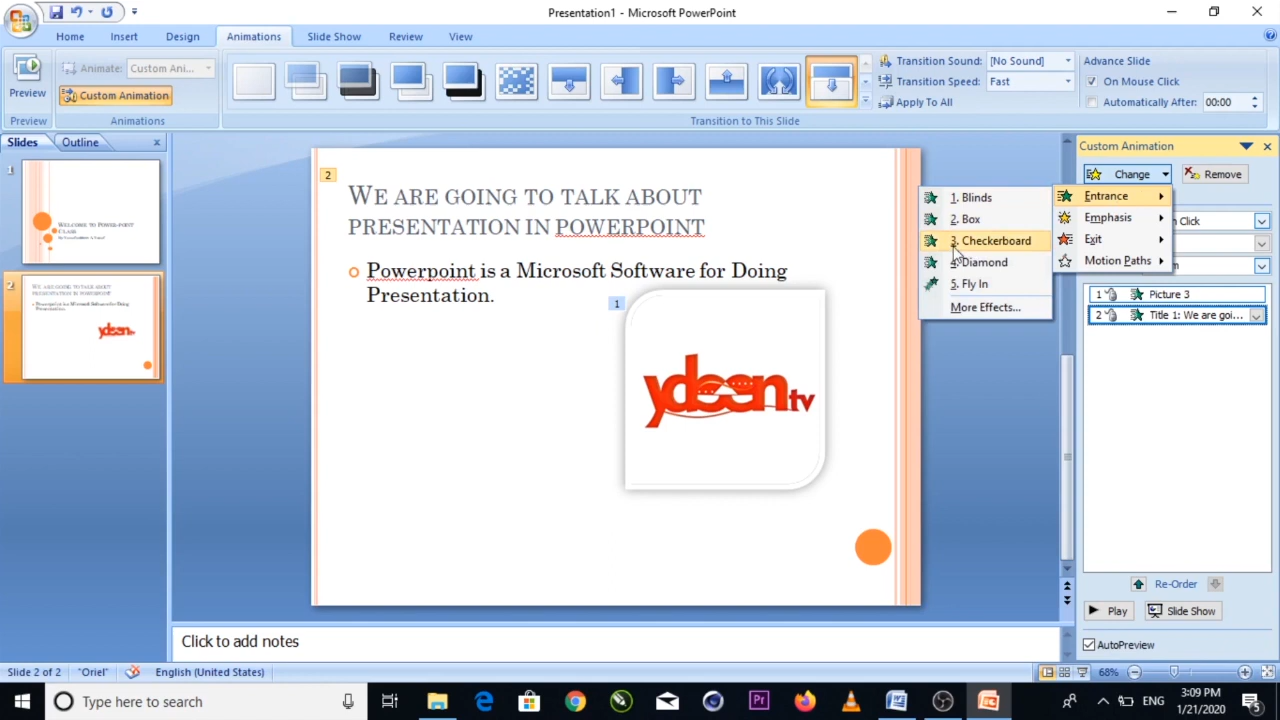 Presentation1 - Microsoft PowerPoint
Home Insert Design Animations Slide Show Review View
Preview
Preview
Animate: Custom Ani...
Custom Animation
Animations
Transition to This Slide
Transition Sound: [No Sound]
Transition Speed: Fast
Apply To All
Advance Slide
On Mouse Click
Automatically After: 00:00
Slides Outline
1
2
2
WE ARE GOING TO TALK ABOUT
PRESENTATION IN POWERPOINT
Powerpoint is a Microsoft Software for Doing
Presentation.
1
ydeentv
1. Blinds
2. Box
3. Checkerboard
4. Diamond
5. Fly In
More Effects...
Custom Animation
Change Remove
Entrance
Emphasis
Exit
Motion Paths
Click
1 Picture 3
2 Title 1: We are goi...
Re-Order
Play Slide Show
AutoPreview
Click to add notes
Slide 2 of 2 "Oriel" English (United States) 68%
Type here to search
ENG
3:09 PM
1/21/2020
5